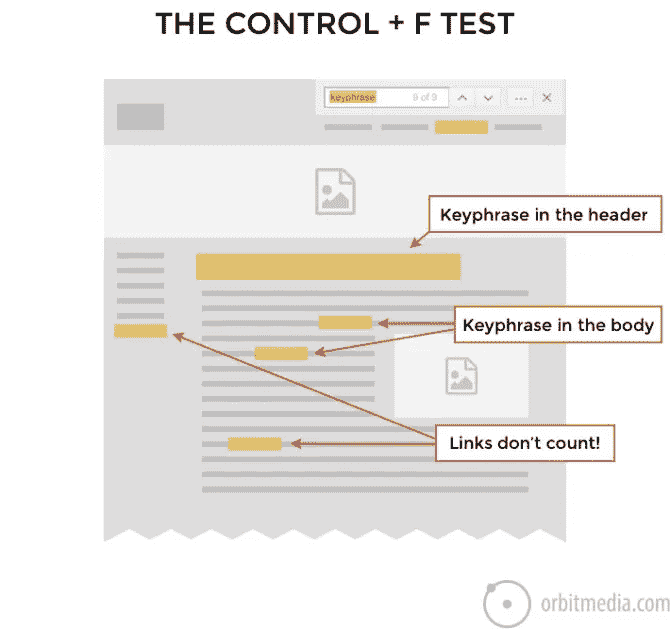 THE CONTROL + F TEST
keyphrase 9 of 9
Keyphrase in the header
Keyphrase in the body
Links don't count!
orbitmedia.com